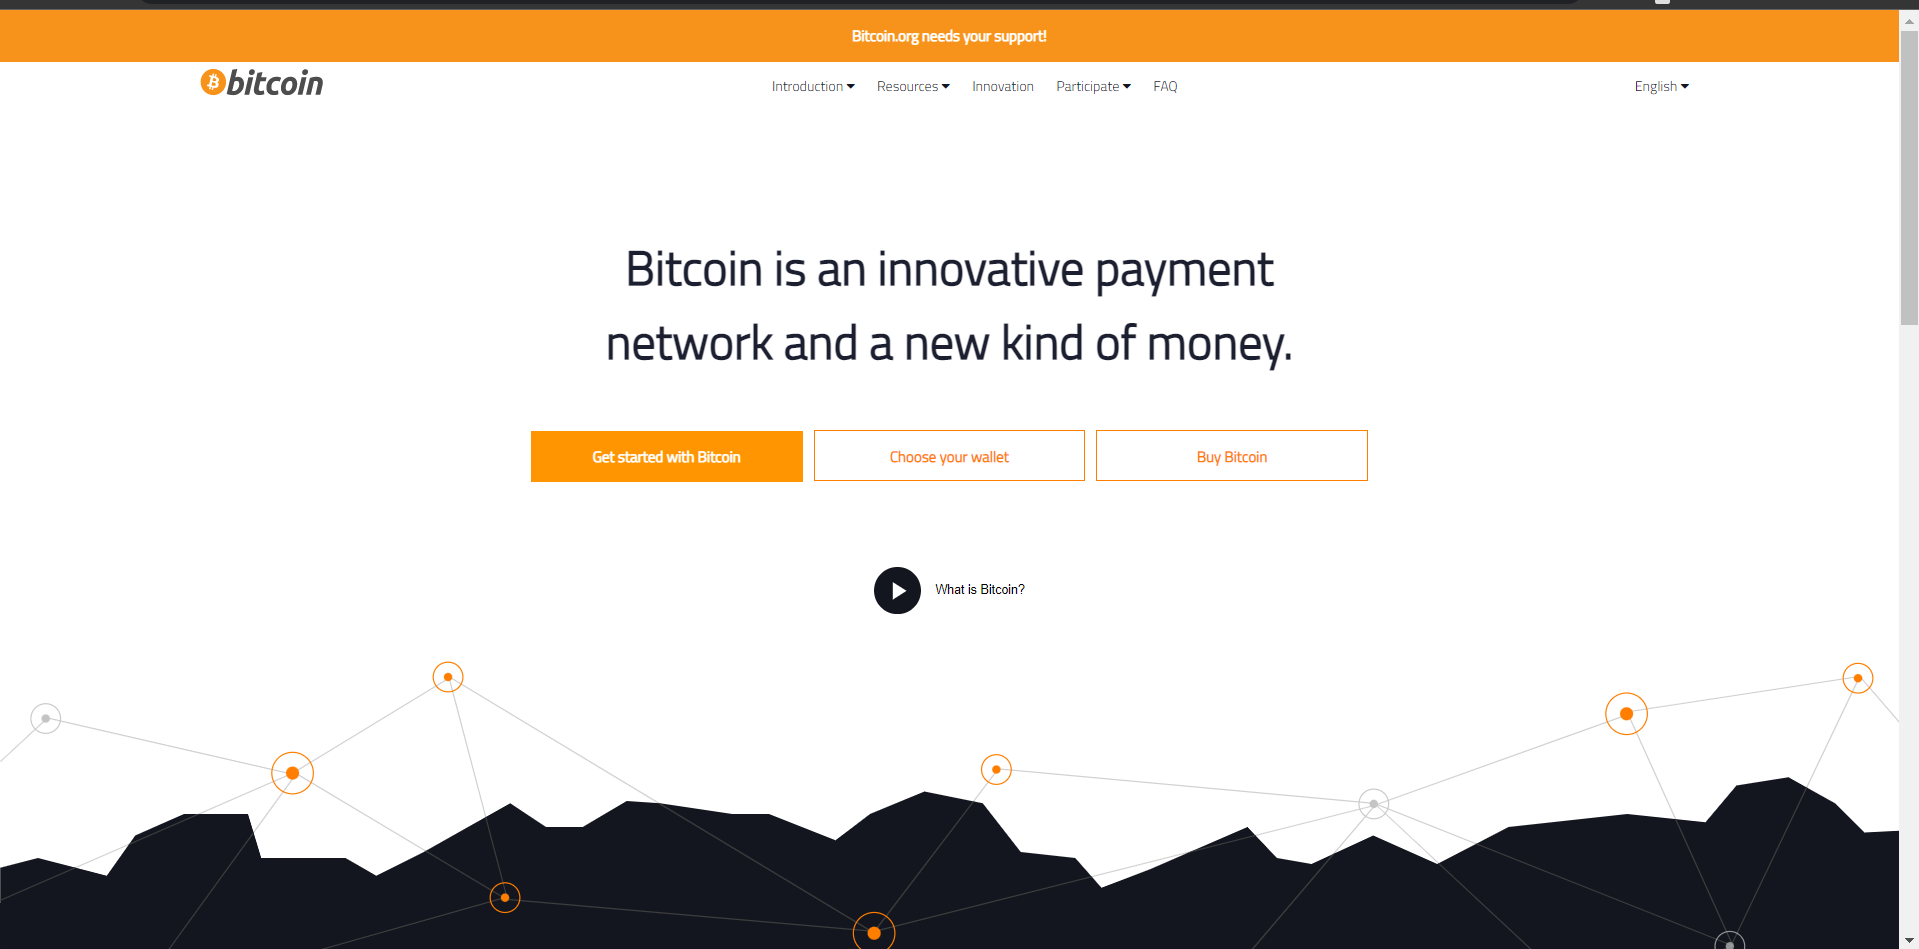 Bitcoin.org needs your support!
bitcoin
Introduction Resources Innovation Participate FAQ
English
Bitcoin is an innovative payment
network and a new kind of money.
Get started with Bitcoin
Choose your wallet
Buy Bitcoin
What is Bitcoin?